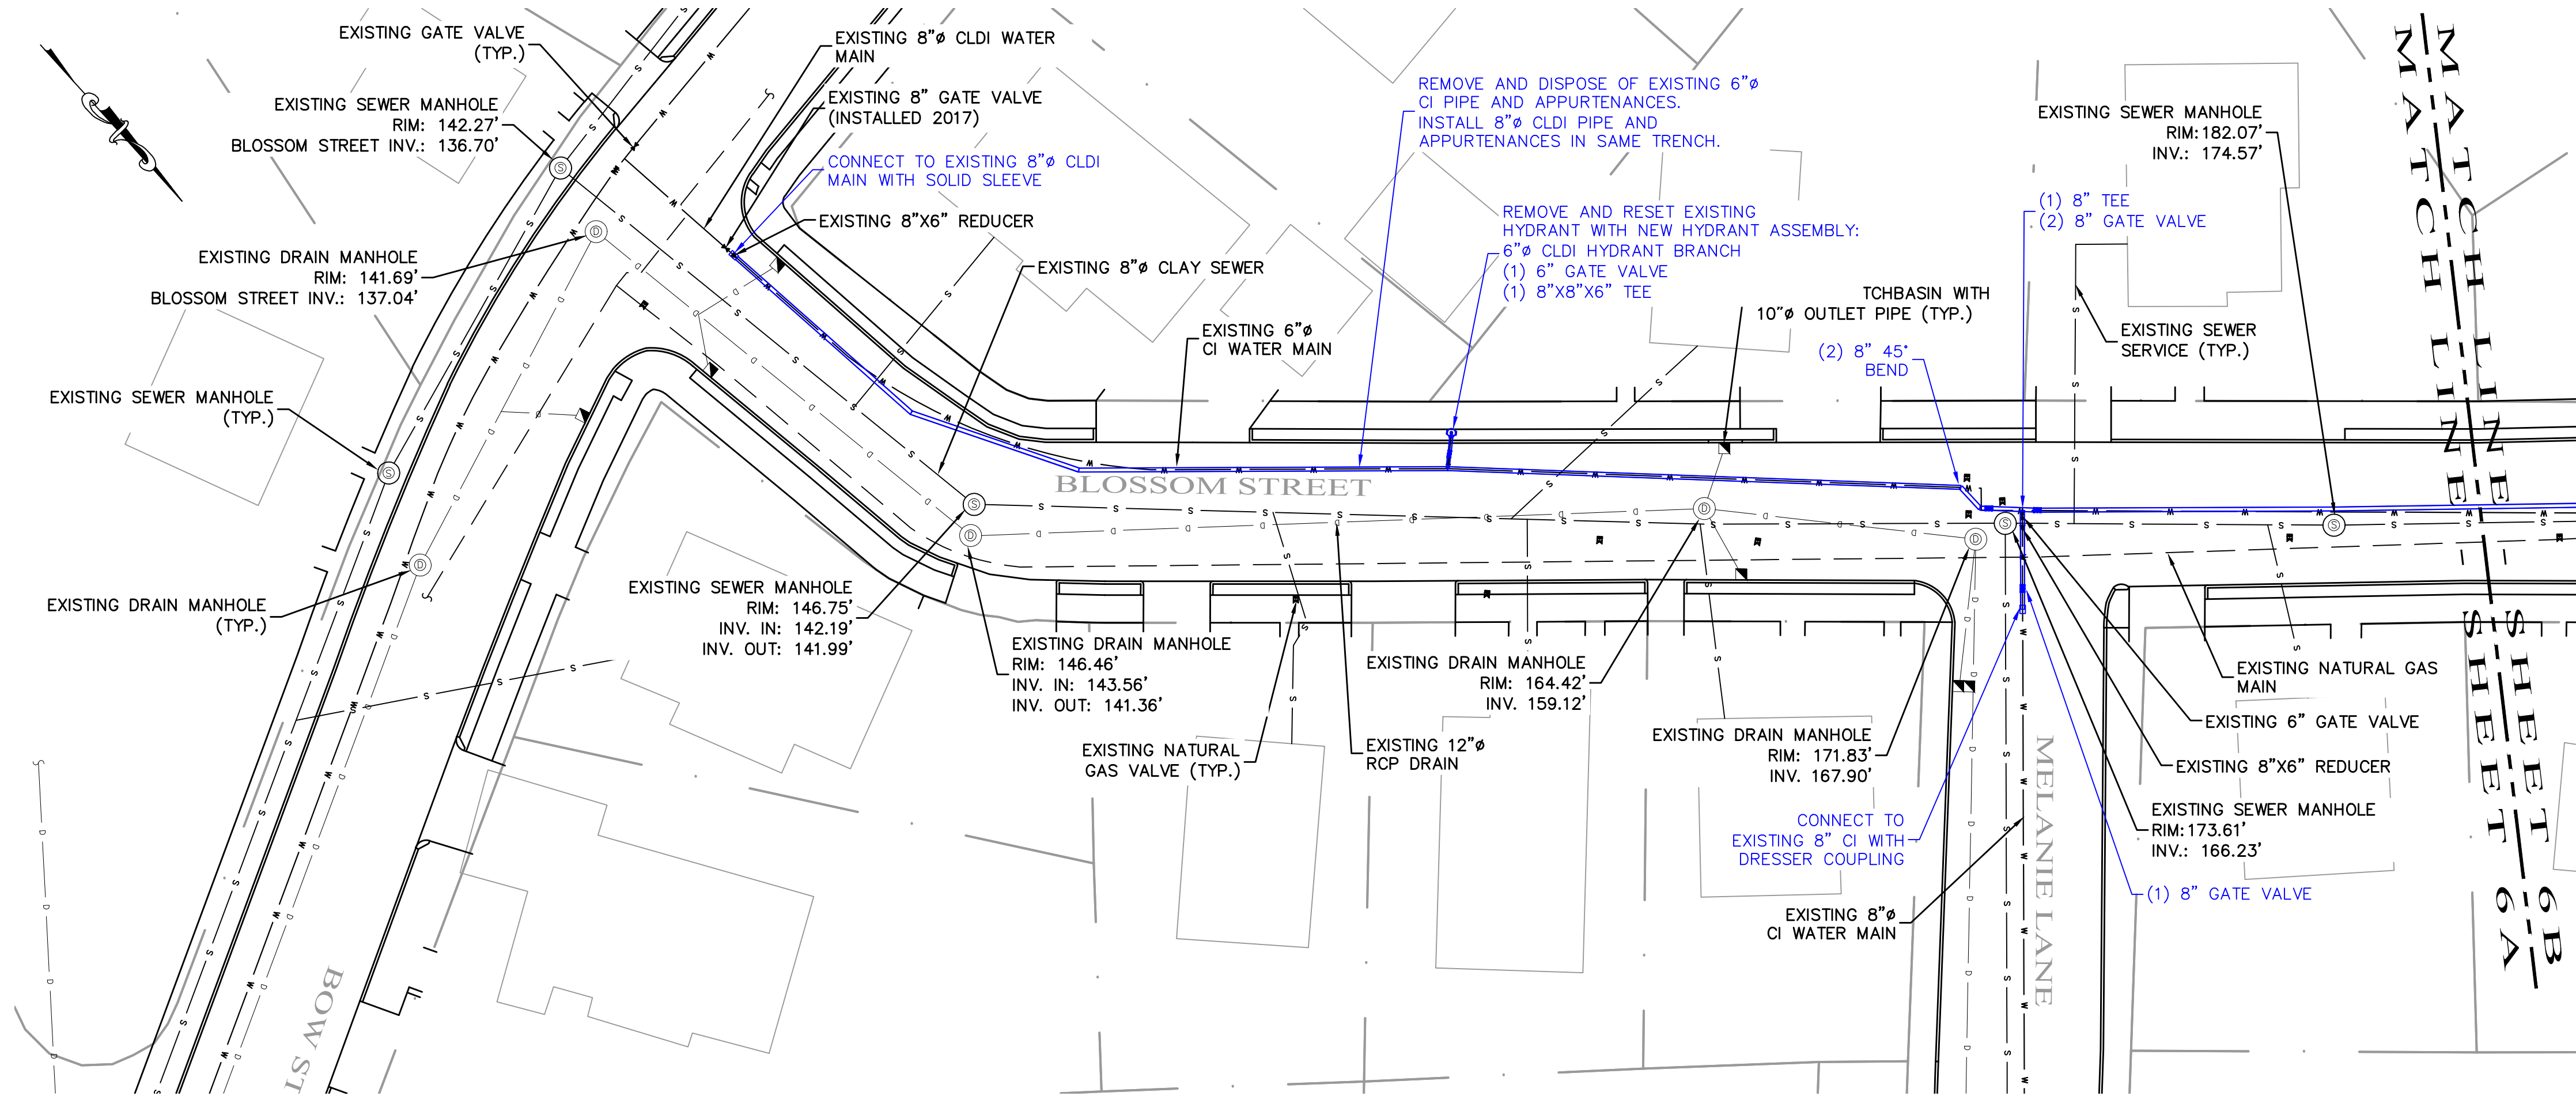 EXISTING GATE VALVE
(TYP.)
EXISTING SEWER MANHOLE
RIM: 142.27'
BLOSSOM STREET INV.: 136.70'
EXISTING DRAIN MANHOLE
RIM: 141.69'
BLOSSOM STREET INV.: 137.04'
EXISTING SEWER MANHOLE
(TYP.)
EXISTING DRAIN MANHOLE
(TYP.)
EXISTING 8"ø CLDI WATER
MAIN
EXISTING 8" GATE VALVE
(INSTALLED 2017)
CONNECT TO EXISTING 8"ø CLDI
MAIN WITH SOLID SLEEVE
EXISTING 8"X6" REDUCER
EXISTING 8"ø CLAY SEWER
EXISTING 6"ø
CI WATER MAIN
REMOVE AND DISPOSE OF EXISTING 6"ø
CI PIPE AND APPURTENANCES.
INSTALL 8"ø CLDI PIPE AND
APPURTENANCES IN SAME TRENCH.
REMOVE AND RESET EXISTING
HYDRANT WITH NEW HYDRANT ASSEMBLY:
6"ø CLDI HYDRANT BRANCH
(1) 6" GATE VALVE
(1) 8"X8"X6" TEE
TCHBASIN WITH
10"ø OUTLET PIPE (TYP.)
(2) 8" 45°
BEND
EXISTING SEWER MANHOLE
RIM:182.07'
INV.: 174.57'
(1) 8" TEE
(2) 8" GATE VALVE
EXISTING SEWER
SERVICE (TYP.)
MATCH LINE
SHEET 6A
MATCH LINE
SHEET 6B
BLOSSOM STREET
EXISTING SEWER MANHOLE
RIM: 146.75'
INV. IN: 142.19'
INV. OUT: 141.99'
EXISTING DRAIN MANHOLE
RIM: 146.46'
INV. IN: 143.56'
INV. OUT: 141.36'
EXISTING NATURAL
GAS VALVE (TYP.)
EXISTING 12"ø
RCP DRAIN
EXISTING DRAIN MANHOLE
RIM: 164.42'
INV. 159.12'
EXISTING DRAIN MANHOLE
RIM: 171.83'
INV. 167.90'
CONNECT TO
EXISTING 8" CI WITH
DRESSER COUPLING
EXISTING 8"ø
CI WATER MAIN
EXISTING NATURAL GAS
MAIN
EXISTING 6" GATE VALVE
EXISTING 8"X6" REDUCER
EXISTING SEWER MANHOLE
RIM:173.61'
INV.: 166.23'
(1) 8" GATE VALVE
MELANIE LANE
BOW ST